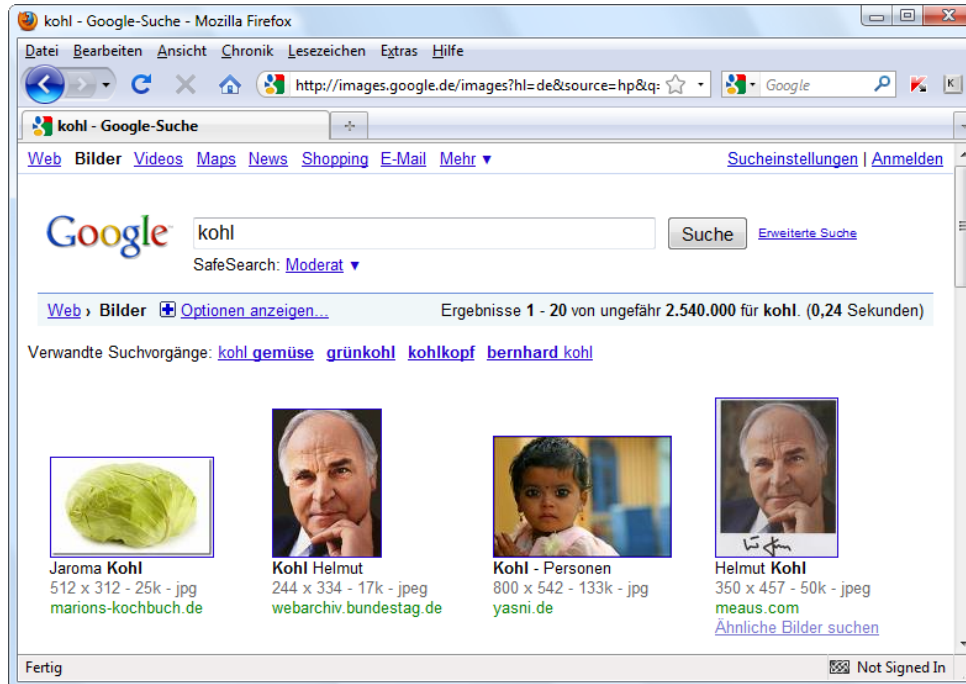 kohl - Google-Suche - Mozilla Firefox
Datei Bearbeiten Ansicht Chronik Lesezeichen Extras Hilfe
http://images.google.de/images?hl=de&source=hp&q= Google K
kohl - Google-Suche
Web Bilder Videos Maps News Shopping E-Mail Mehr ▼ Sucheinstellungen | Anmelden
Google kohl Suche Erweiterte Suche
SafeSearch: Moderat ▼
Web › Bilder Optionen anzeigen... Ergebnisse 1 - 20 von ungefähr 2.540.000 für kohl. (0,24 Sekunden)
Verwandte Suchvorgänge: kohl gemüse grünkohl kohlkopf bernhard kohl
Jaroma Kohl
512 x 312 - 25k - jpg
marions-kochbuch.de
Kohl Helmut
244 x 334 - 17k - jpeg
webarchiv.bundestag.de
Kohl - Personen
800 x 542 - 133k - jpg
yasni.de
Helmut Kohl
350 x 457 - 50k - jpeg
meaus.com
Ähnliche Bilder suchen
Fertig Not Signed In